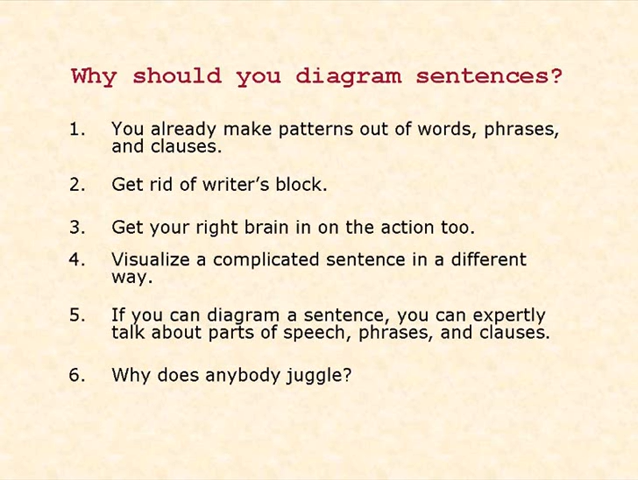 Why should you diagram sentences?
1. You already make patterns out of words, phrases,
and clauses.
2. Get rid of writer’s block.
3. Get your right brain in on the action too.
4. Visualize a complicated sentence in a different
way.
5. If you can diagram a sentence, you can expertly
talk about parts of speech, phrases, and clauses.
6. Why does anybody juggle?